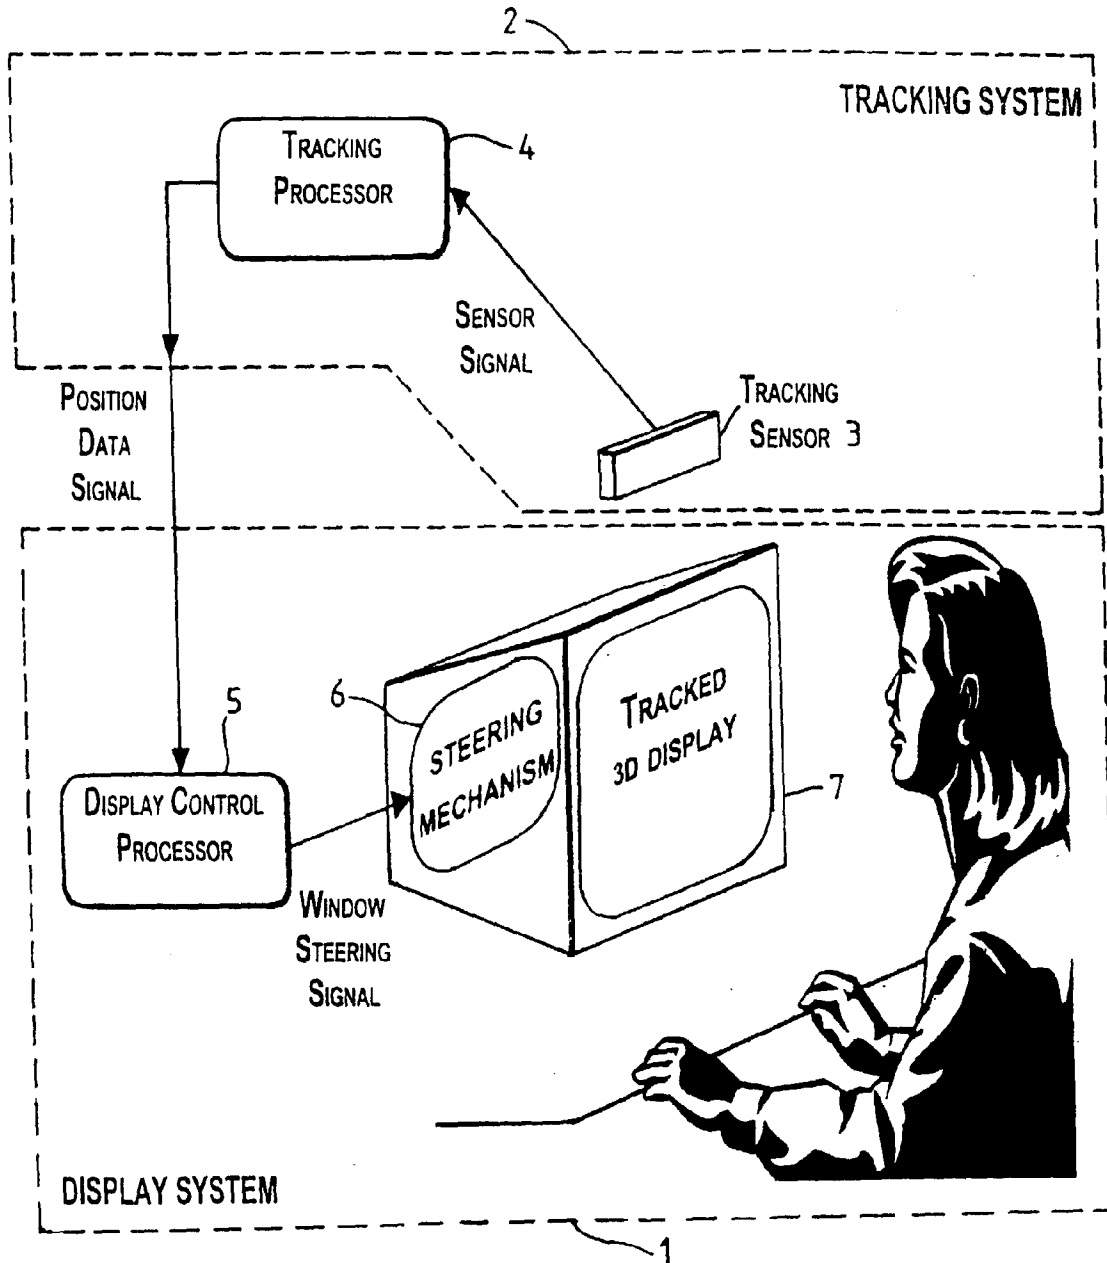 2
TRACKING SYSTEM
TRACKING
PROCESSOR
4
SENSOR
SIGNAL
TRACKING
SENSOR 3
POSITION
DATA
SIGNAL
5
DISPLAY CONTROL
PROCESSOR
6
STEERING
MECHANISM
TRACKED
3D DISPLAY
7
WINDOW
STEERING
SIGNAL
DISPLAY SYSTEM
1